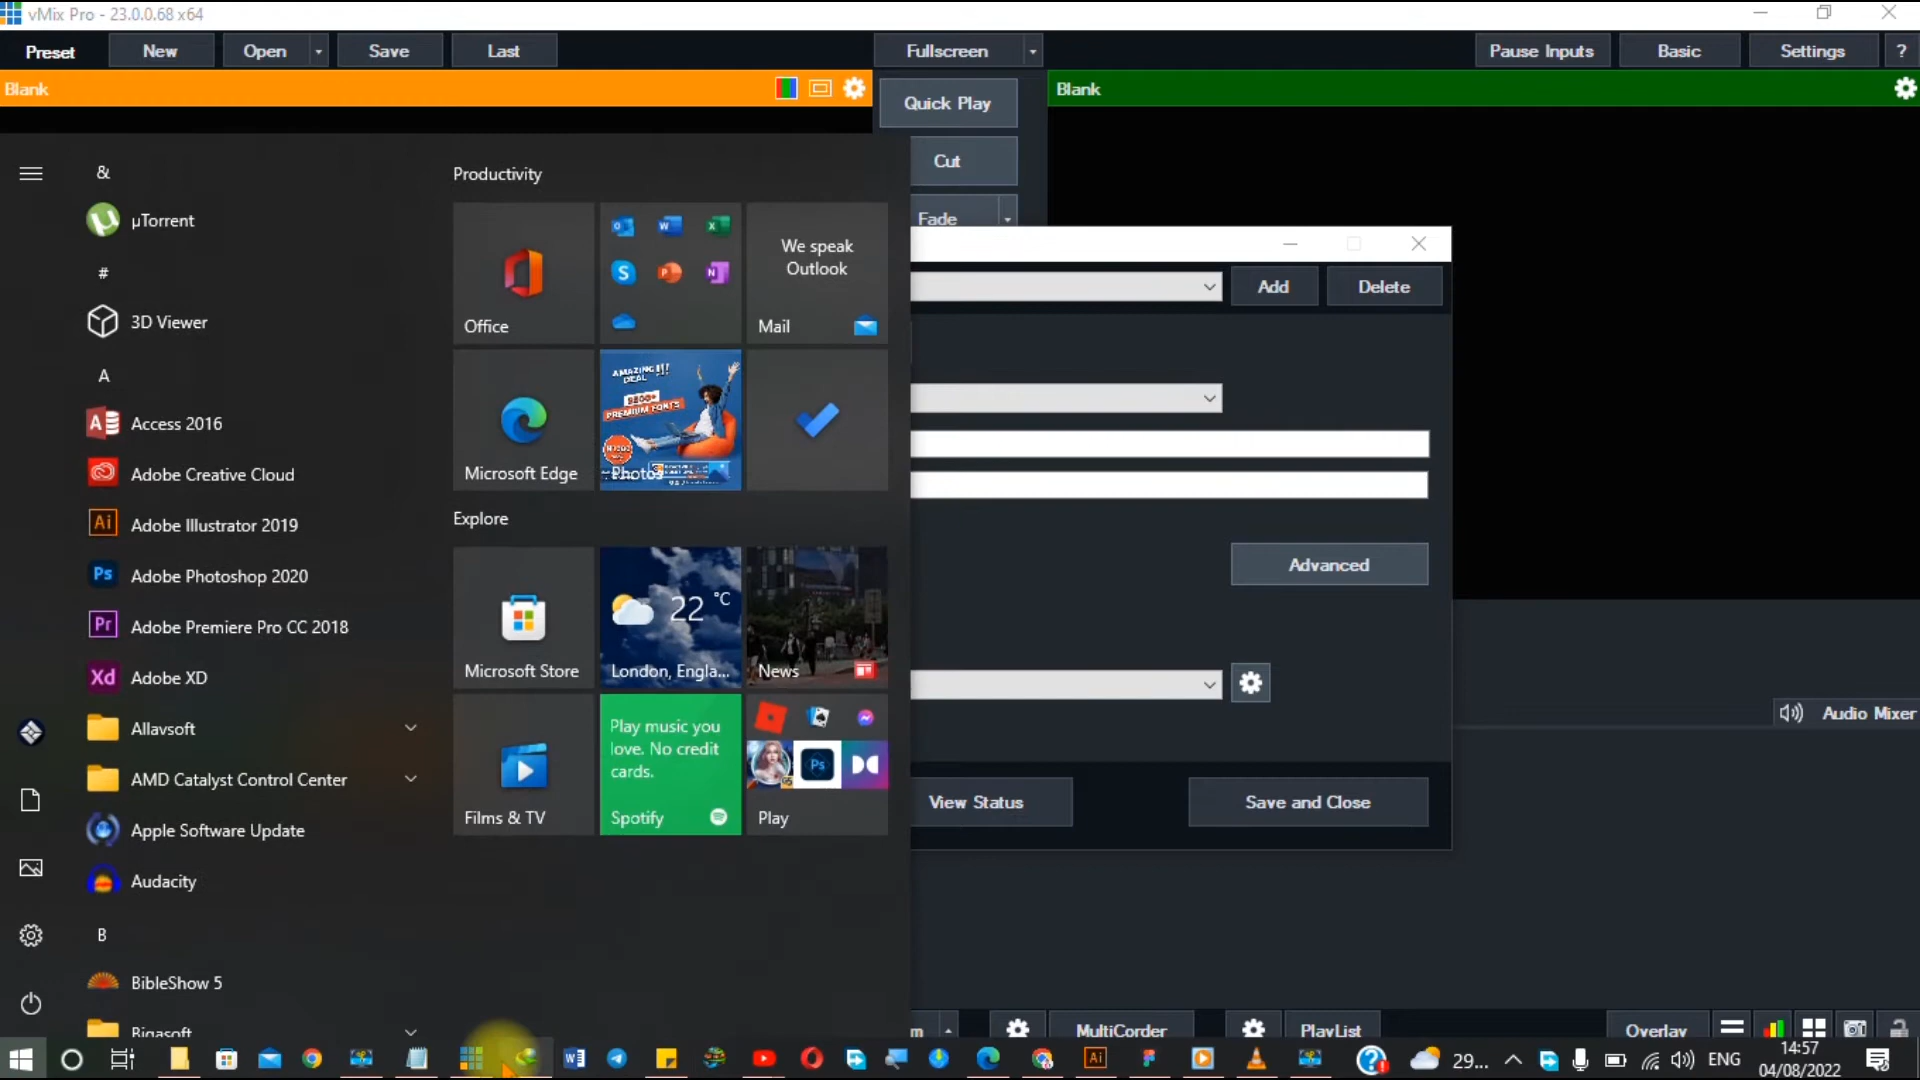 vMix Pro - 23.0.0.68 x64
Preset
New
Open
Save
Last
Fullscreen
Pause Inputs
Basic
Settings
?
Blank
Quick Play
Blank
Cut
Fade
Add
Delete
Advanced
View Status
Save and Close
Audio Mixer
&
µTorrent
#
3D Viewer
A
Access 2016
Adobe Creative Cloud
Adobe Illustrator 2019
Adobe Photoshop 2020
Adobe Premiere Pro CC 2018
Adobe XD
Allavsoft
AMD Catalyst Control Center
Apple Software Update
Audacity
B
BibleShow 5
Bigasoft
Productivity
Office
We speak
Outlook
Mail
Microsoft Edge
AMAZING !!!
DEAL
PREMIUM FONTS
Photos
Explore
Microsoft Store
22 °C
London, Engla...
News
Films & TV
Play music you
love. No credit
cards.
Spotify
Play
m
MultiCorder
PlayList
Overlay
29...
ENG
14:57
04/08/2022